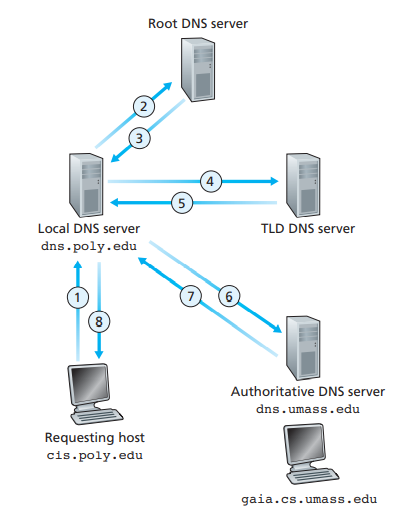 Root DNS server
2
3
4
5
Local DNS server
dns.poly.edu
TLD DNS server
1
8
7
6
Authoritative DNS server
dns.umass.edu
Requesting host
cis.poly.edu
gaia.cs.umass.edu